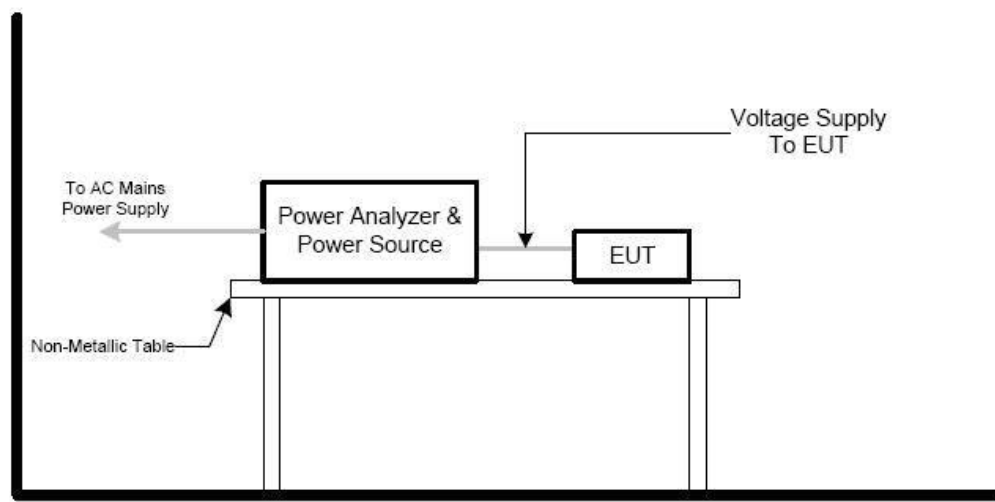 Voltage Supply
To EUT
To AC Mains
Power Supply
Power Analyzer &
Power Source
EUT
Non-Metallic Table